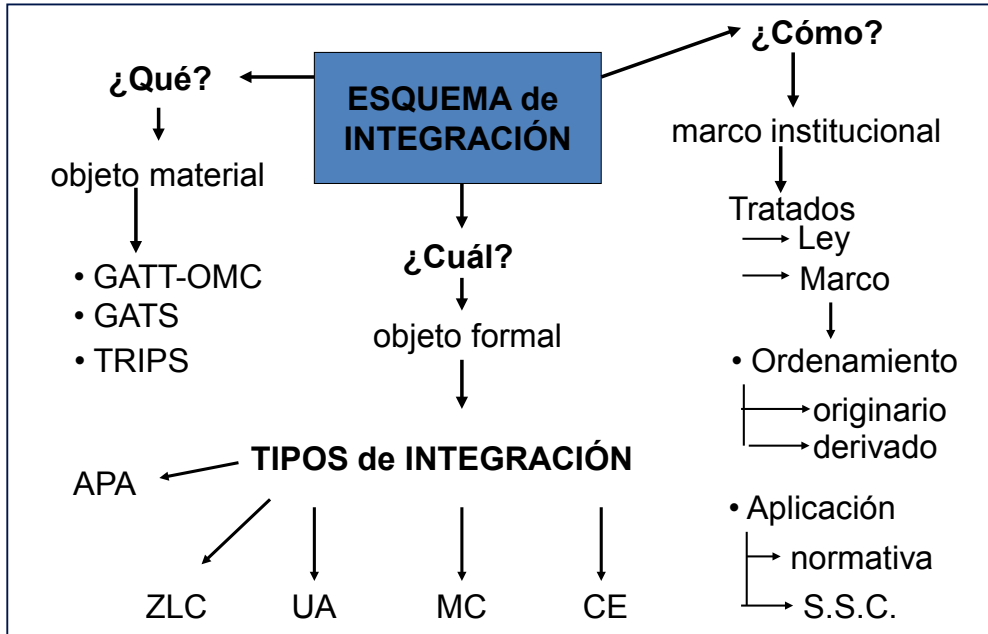 ESQUEMA de
INTEGRACIÓN
¿Qué?
objeto material
• GATT-OMC
• GATS
• TRIPS
¿Cuál?
objeto formal
TIPOS de INTEGRACIÓN
APA
ZLC
UA
MC
CE
¿Cómo?
marco institucional
Tratados
Ley
Marco
• Ordenamiento
originario
derivado
• Aplicación
normativa
S.S.C.